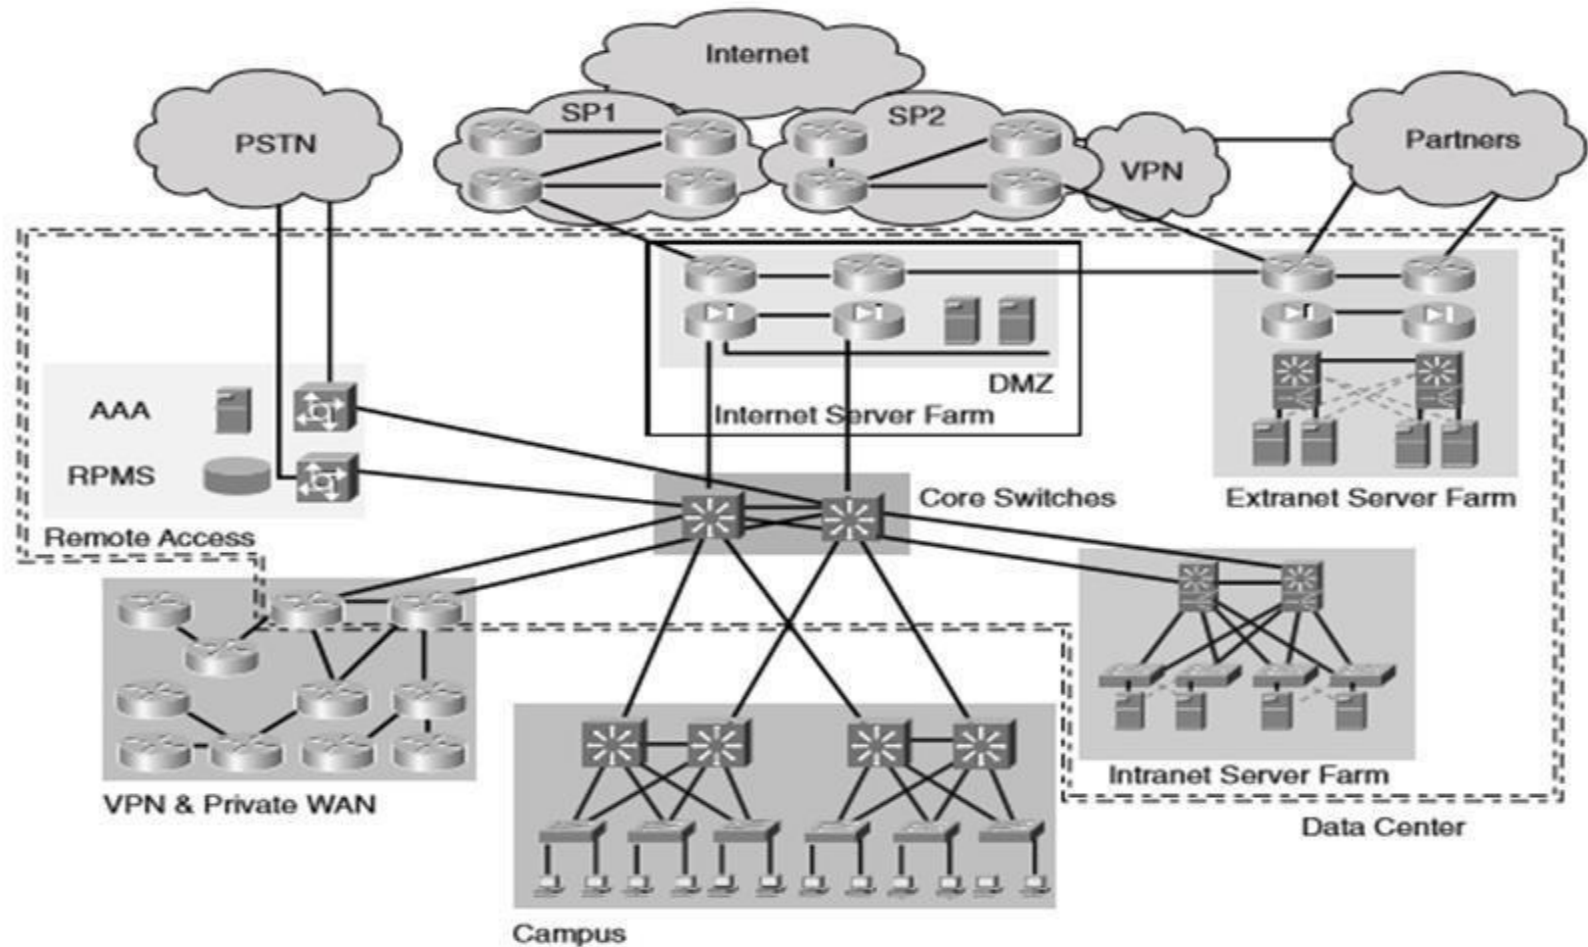 Internet
SP1
SP2
PSTN
Partners
VPN
DMZ
Internet Server Farm
AAA
RPMS
Remote Access
Core Switches
Extranet Server Farm
VPN & Private WAN
Intranet Server Farm
Data Center
Campus